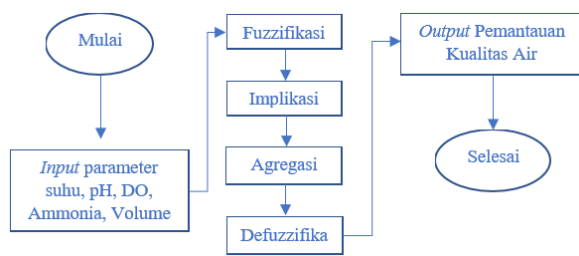 Mulai
Input parameter
suhu, pH, DO,
Ammonia, Volume
Fuzzifikasi
Implikasi
Agregasi
Defuzzifika
Output Pemantauan
Kualitas Air
Selesai